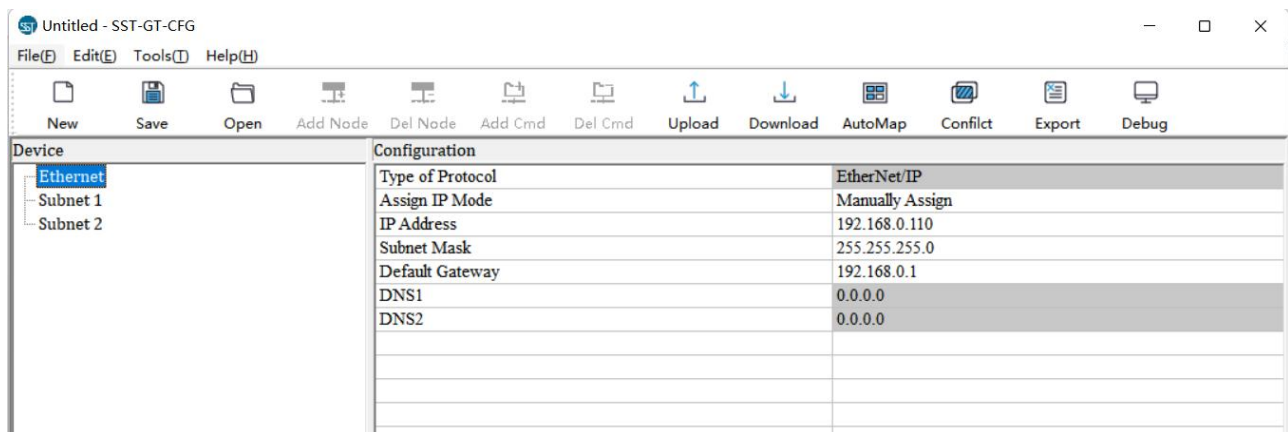 SST Untitled - SST-GT-CFG
File(F) Edit(E) Tools(T) Help(H)
New Save Open Add Node Del Node Add Cmd Del Cmd Upload Download AutoMap Confilct Export Debug
Device Configuration
Ethernet Type of Protocol EtherNet/IP
Subnet 1 Assign IP Mode Manually Assign
Subnet 2 IP Address 192.168.0.110
Subnet Mask 255.255.255.0
Default Gateway 192.168.0.1
DNS1 0.0.0.0
DNS2 0.0.0.0